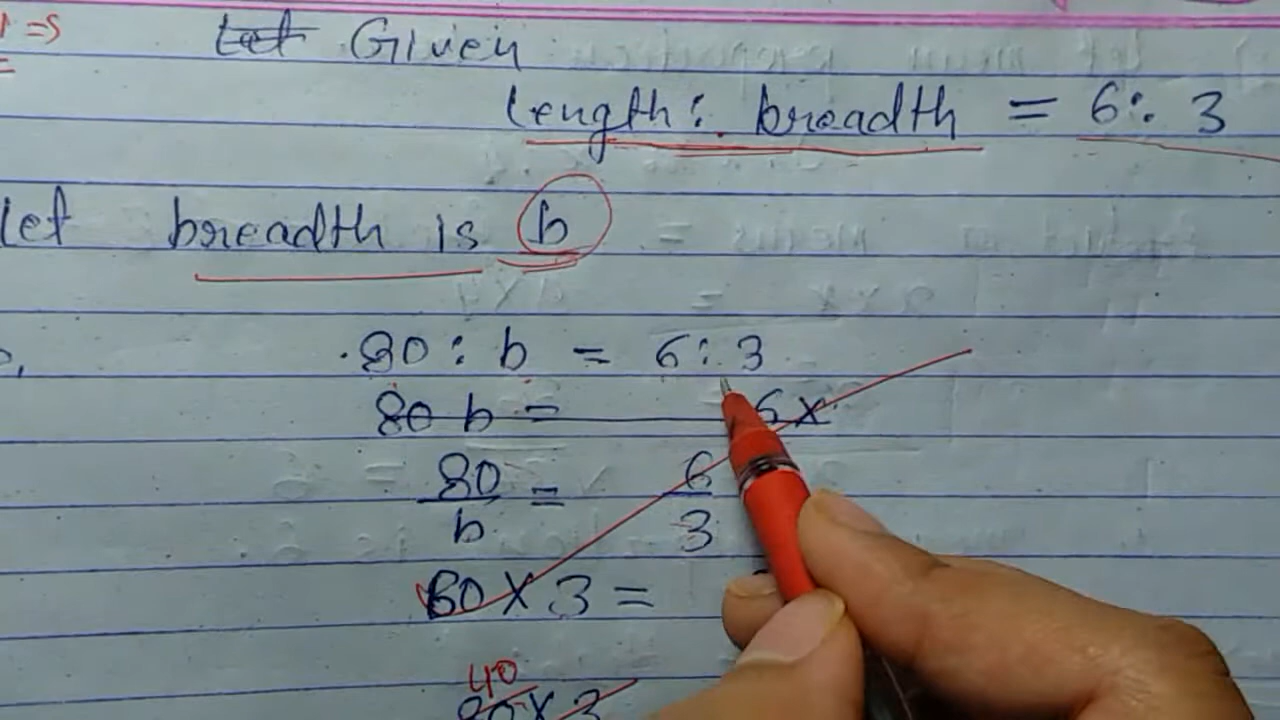 Let Given
length: breadth = 6:3
let breadth is b
80 : b = 6 : 3
80 b = 6 x
80/b = 6/3
80 x 3 =
40
80 x 3